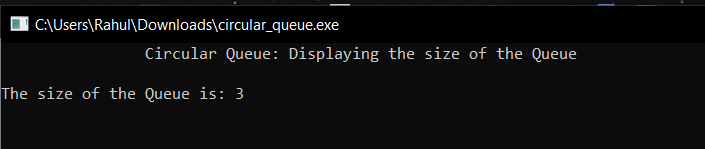 C:\Users\Rahul\Downloads\circular_queue.exe
Circular Queue: Displaying the size of the Queue
The size of the Queue is: 3